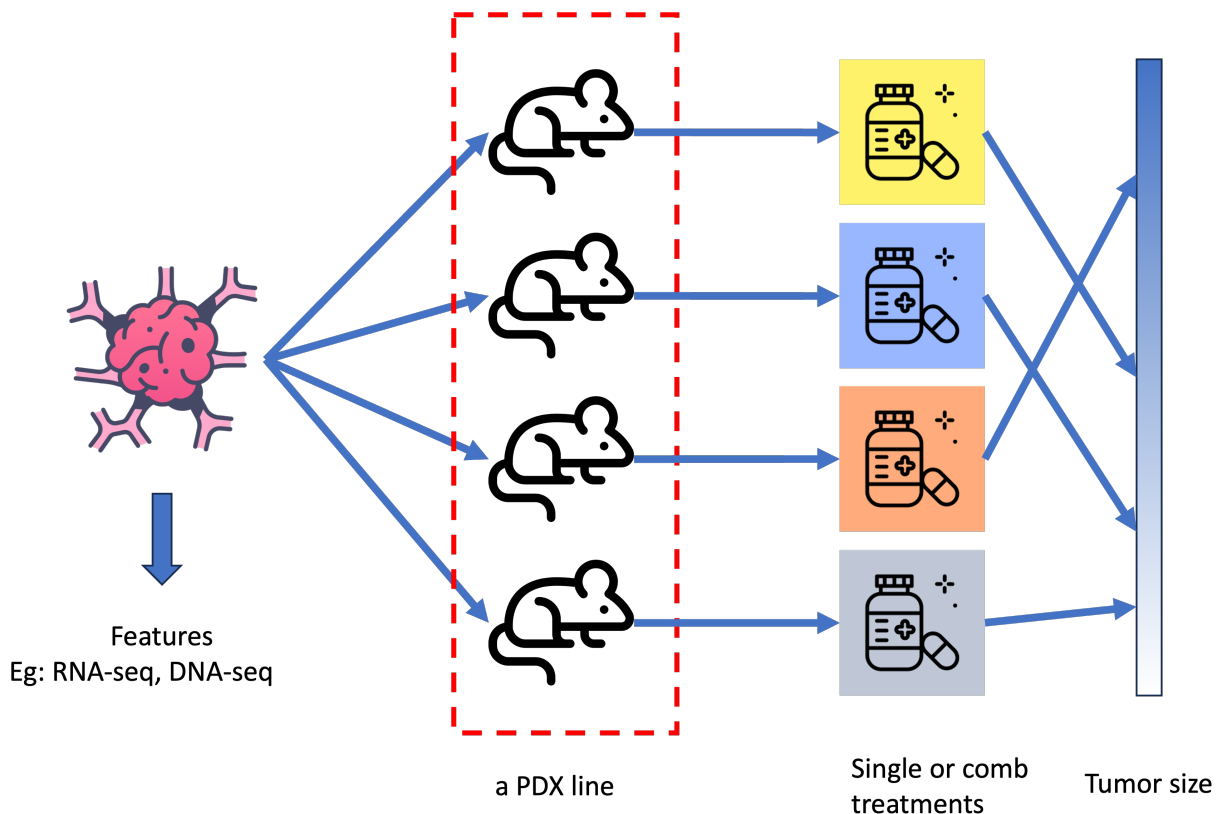 Features
Eg: RNA-seq, DNA-seq
a PDX line
Single or comb
treatments
Tumor size